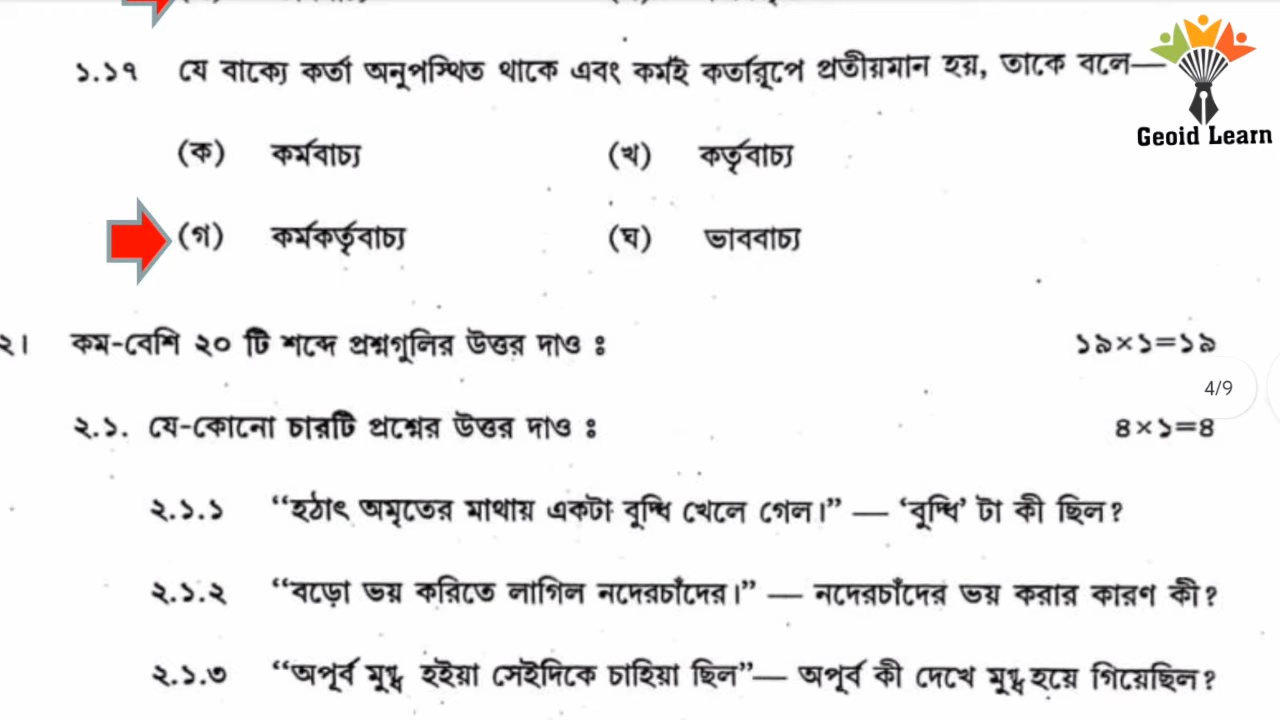 ১.১৭ যে বাক্যে কর্তা অনুপস্থিত থাকে এবং কর্মই কর্তারূপে প্রতীয়মান হয়, তাকে বলে—
Geoid Learn
(ক) কর্মবাচ্য (খ) কর্তৃবাচ্য
(গ) কর্মকর্তৃবাচ্য (ঘ) ভাববাচ্য
২। কম-বেশি ২০ টি শব্দে প্রশ্নগুলির উত্তর দাও ঃ ১৯×১=১৯
4/9
২.১. যে-কোনো চারটি প্রশ্নের উত্তর দাও ঃ ৪×১=৪
২.১.১ “হঠাৎ অমৃতের মাথায় একটা বুদ্ধি খেলে গেল।” — ‘বুদ্ধি’ টা কী ছিল?
২.১.২ “বড়ো ভয় করিতে লাগিল নদেরচাঁদের।” — নদেরচাঁদের ভয় করার কারণ কী?
২.১.৩ “অপূর্ব মুগ্ধ হইয়া সেইদিকে চাহিয়া ছিল”— অপূর্ব কী দেখে মুগ্ধ হয়ে গিয়েছিল?